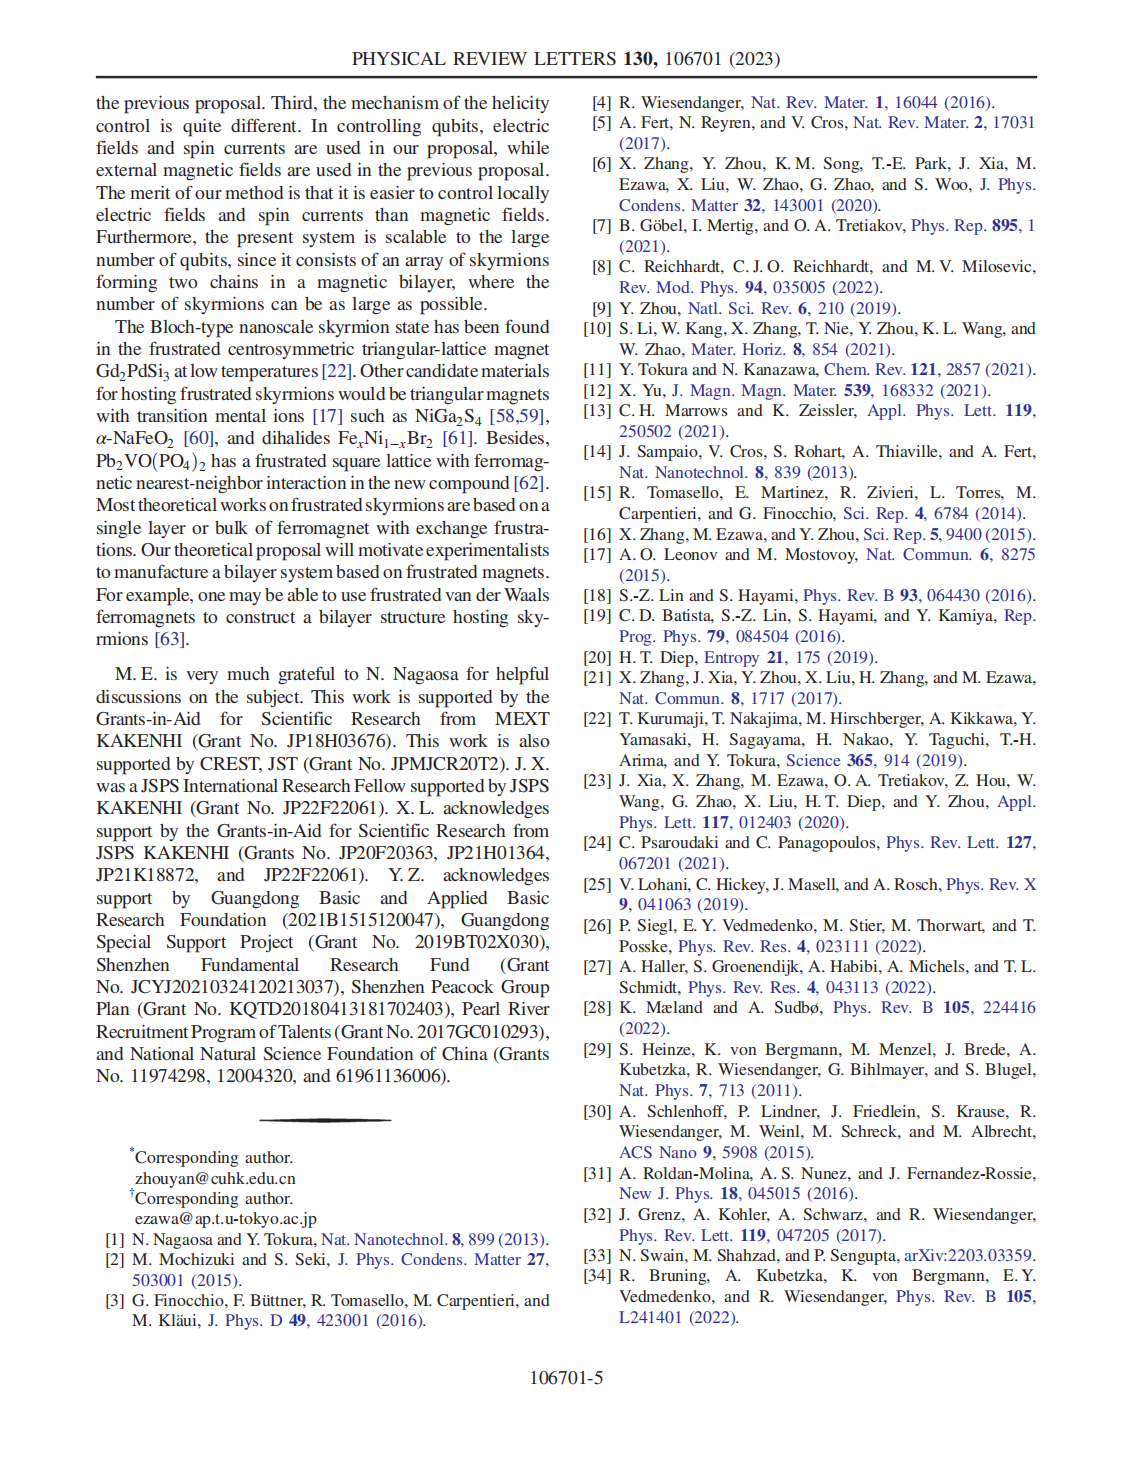 PHYSICAL REVIEW LETTERS 130, 106701 (2023)
the previous proposal. Third, the mechanism of the helicity
control is quite different. In controlling qubits, electric
fields and spin currents are used in our proposal, while
external magnetic fields are used in the previous proposal.
The merit of our method is that it is easier to control locally
electric fields and spin currents than magnetic fields.
Furthermore, the present system is scalable to the large
number of qubits, since it consists of an array of skyrmions
forming two chains in a magnetic bilayer, where the
number of skyrmions can be as large as possible.
The Bloch-type nanoscale skyrmion state has been found
in the frustrated centrosymmetric triangular-lattice magnet
Gd₂PdSi₃ at low temperatures [22]. Other candidate materials
for hosting frustrated skyrmions would be triangular magnets
with transition mental ions [17] such as NiGa₂S₄ [58,59],
α-NaFeO₂ [60], and dihalides FeₓNi₁₋ₓBr₂ [61]. Besides,
Pb₂VO(PO₄)₂ has a frustrated square lattice with ferromag-
netic nearest-neighbor interaction in the new compound [62].
Most theoretical works on frustrated skyrmions are based on a
single layer or bulk of ferromagnet with exchange frustra-
tions. Our theoretical proposal will motivate experimentalists
to manufacture a bilayer system based on frustrated magnets.
For example, one may be able to use frustrated van der Waals
ferromagnets to construct a bilayer structure hosting sky-
rmions [63].
M. E. is very much grateful to N. Nagaosa for helpful
discussions on the subject. This work is supported by the
Grants-in-Aid for Scientific Research from MEXT
KAKENHI (Grant No. JP18H03676). This work is also
supported by CREST, JST (Grant No. JPMJCR20T2). J. X.
was a JSPS International Research Fellow supported by JSPS
KAKENHI (Grant No. JP22F22061). X. L. acknowledges
support by the Grants-in-Aid for Scientific Research from
JSPS KAKENHI (Grants No. JP20F20363, JP21H01364,
JP21K18872, and JP22F22061). Y. Z. acknowledges
support by Guangdong Basic and Applied Basic
Research Foundation (2021B1515120047), Guangdong
Special Support Project (Grant No. 2019BT02X030),
Shenzhen Fundamental Research Fund (Grant
No. JCYJ20210324120213037), Shenzhen Peacock Group
Plan (Grant No. KQTD20180413181702403), Pearl River
Recruitment Program of Talents (Grant No. 2017GC010293),
and National Natural Science Foundation of China (Grants
No. 11974298, 12004320, and 61961136006).
*Corresponding author.
zhouyan@cuhk.edu.cn
†Corresponding author.
ezawa@ap.t.u-tokyo.ac.jp
[1] N. Nagaosa and Y. Tokura, Nat. Nanotechnol. 8, 899 (2013).
[2] M. Mochizuki and S. Seki, J. Phys. Condens. Matter 27,
503001 (2015).
[3] G. Finocchio, F. Büttner, R. Tomasello, M. Carpentieri, and
M. Kläui, J. Phys. D 49, 423001 (2016).
[4] R. Wiesendanger, Nat. Rev. Mater. 1, 16044 (2016).
[5] A. Fert, N. Reyren, and V. Cros, Nat. Rev. Mater. 2, 17031
(2017).
[6] X. Zhang, Y. Zhou, K. M. Song, T.-E. Park, J. Xia, M.
Ezawa, X. Liu, W. Zhao, G. Zhao, and S. Woo, J. Phys.
Condens. Matter 32, 143001 (2020).
[7] B. Göbel, I. Mertig, and O. A. Tretiakov, Phys. Rep. 895, 1
(2021).
[8] C. Reichhardt, C. J. O. Reichhardt, and M. V. Milosevic,
Rev. Mod. Phys. 94, 035005 (2022).
[9] Y. Zhou, Natl. Sci. Rev. 6, 210 (2019).
[10] S. Li, W. Kang, X. Zhang, T. Nie, Y. Zhou, K. L. Wang, and
W. Zhao, Mater. Horiz. 8, 854 (2021).
[11] Y. Tokura and N. Kanazawa, Chem. Rev. 121, 2857 (2021).
[12] X. Yu, J. Magn. Magn. Mater. 539, 168332 (2021).
[13] C. H. Marrows and K. Zeissler, Appl. Phys. Lett. 119,
250502 (2021).
[14] J. Sampaio, V. Cros, S. Rohart, A. Thiaville, and A. Fert,
Nat. Nanotechnol. 8, 839 (2013).
[15] R. Tomasello, E. Martinez, R. Zivieri, L. Torres, M.
Carpentieri, and G. Finocchio, Sci. Rep. 4, 6784 (2014).
[16] X. Zhang, M. Ezawa, and Y. Zhou, Sci. Rep. 5, 9400 (2015).
[17] A. O. Leonov and M. Mostovoy, Nat. Commun. 6, 8275
(2015).
[18] S.-Z. Lin and S. Hayami, Phys. Rev. B 93, 064430 (2016).
[19] C. D. Batista, S.-Z. Lin, S. Hayami, and Y. Kamiya, Rep.
Prog. Phys. 79, 084504 (2016).
[20] H. T. Diep, Entropy 21, 175 (2019).
[21] X. Zhang, J. Xia, Y. Zhou, X. Liu, H. Zhang, and M. Ezawa,
Nat. Commun. 8, 1717 (2017).
[22] T. Kurumaji, T. Nakajima, M. Hirschberger, A. Kikkawa, Y.
Yamasaki, H. Sagayama, H. Nakao, Y. Taguchi, T.-H.
Arima, and Y. Tokura, Science 365, 914 (2019).
[23] J. Xia, X. Zhang, M. Ezawa, O. A. Tretiakov, Z. Hou, W.
Wang, G. Zhao, X. Liu, H. T. Diep, and Y. Zhou, Appl.
Phys. Lett. 117, 012403 (2020).
[24] C. Psaroudaki and C. Panagopoulos, Phys. Rev. Lett. 127,
067201 (2021).
[25] V. Lohani, C. Hickey, J. Masell, and A. Rosch, Phys. Rev. X
9, 041063 (2019).
[26] P. Siegl, E. Y. Vedmedenko, M. Stier, M. Thorwart, and T.
Posske, Phys. Rev. Res. 4, 023111 (2022).
[27] A. Haller, S. Groenendijk, A. Habibi, A. Michels, and T. L.
Schmidt, Phys. Rev. Res. 4, 043113 (2022).
[28] K. Mæland and A. Sudbø, Phys. Rev. B 105, 224416
(2022).
[29] S. Heinze, K. von Bergmann, M. Menzel, J. Brede, A.
Kubetzka, R. Wiesendanger, G. Bihlmayer, and S. Blugel,
Nat. Phys. 7, 713 (2011).
[30] A. Schlenhoff, P. Lindner, J. Friedlein, S. Krause, R.
Wiesendanger, M. Weinl, M. Schreck, and M. Albrecht,
ACS Nano 9, 5908 (2015).
[31] A. Roldan-Molina, A. S. Nunez, and J. Fernandez-Rossie,
New J. Phys. 18, 045015 (2016).
[32] J. Grenz, A. Kohler, A. Schwarz, and R. Wiesendanger,
Phys. Rev. Lett. 119, 047205 (2017).
[33] N. Swain, M. Shahzad, and P. Sengupta, arXiv:2203.03359.
[34] R. Bruning, A. Kubetzka, K. von Bergmann, E. Y.
Vedmedenko, and R. Wiesendanger, Phys. Rev. B 105,
L241401 (2022).
106701-5